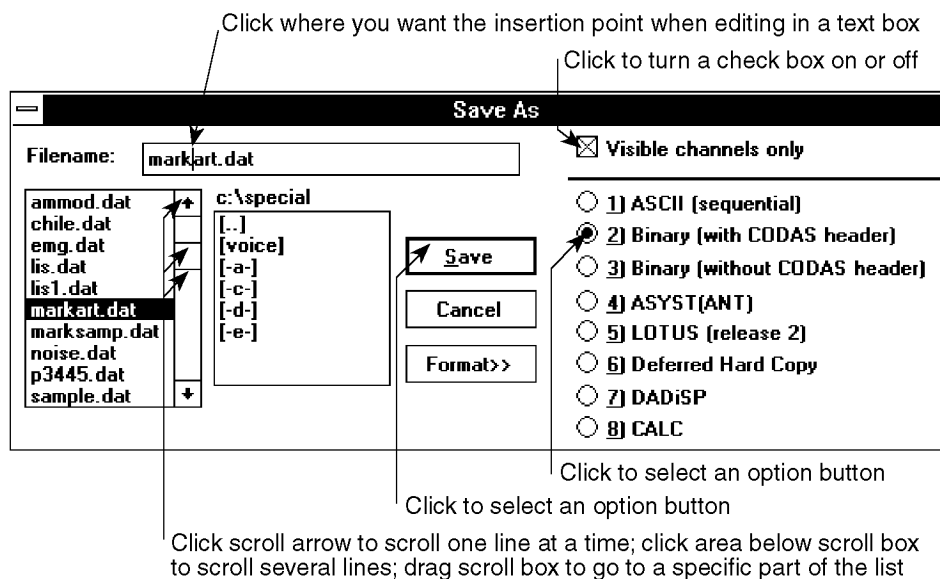 Click where you want the insertion point when editing in a text box
Click to turn a check box on or off
Save As
Filename:
markart.dat
Visible channels only
ammod.dat
chile.dat
emg.dat
lis.dat
lis1.dat
markart.dat
marksamp.dat
noise.dat
p3445.dat
sample.dat
c:\special
[..]
[voice]
[-a-]
[-c-]
[-d-]
[-e-]
Save
Cancel
Format>>
1) ASCII (sequential)
2) Binary (with CODAS header)
3) Binary (without CODAS header)
4) ASYST(ANT)
5) LOTUS (release 2)
6) Deferred Hard Copy
7) DADiSP
8) CALC
Click to select an option button
Click to select an option button
Click scroll arrow to scroll one line at a time; click area below scroll box
to scroll several lines; drag scroll box to go to a specific part of the list